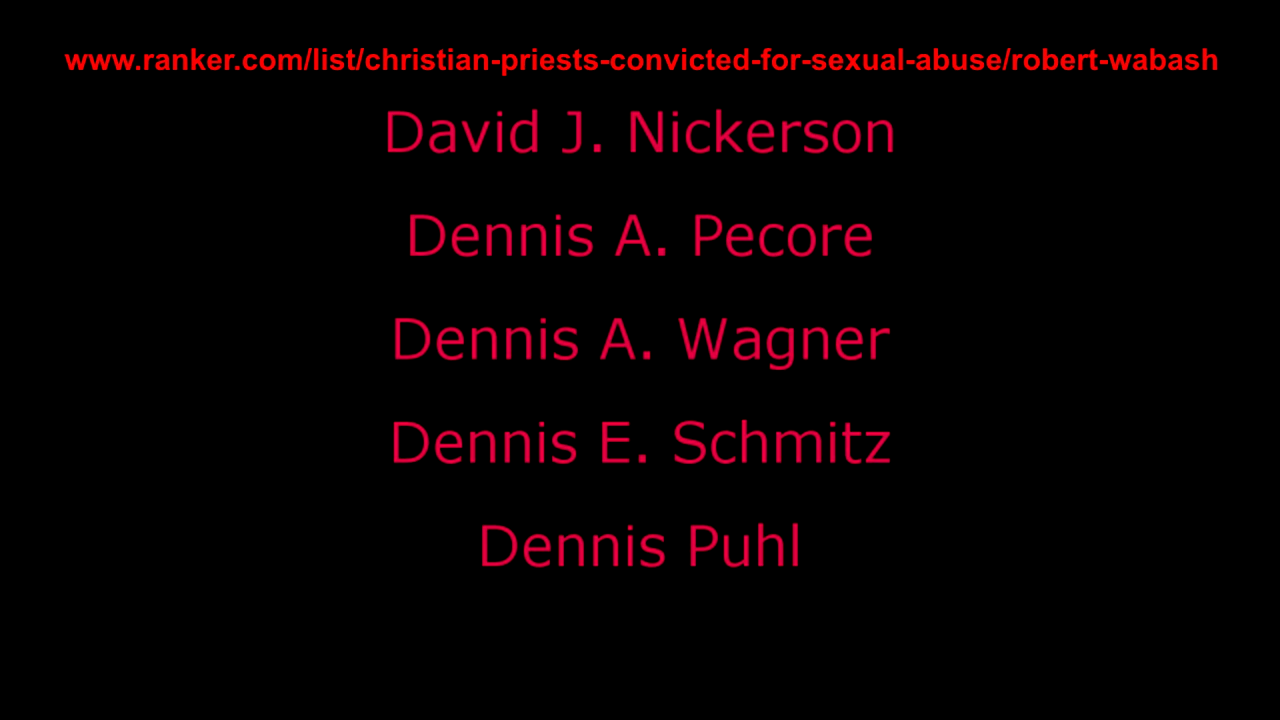 www.ranker.com/list/christian-priests-convicted-for-sexual-abuse/robert-wabash
David J. Nickerson
Dennis A. Pecore
Dennis A. Wagner
Dennis E. Schmitz
Dennis Puhl